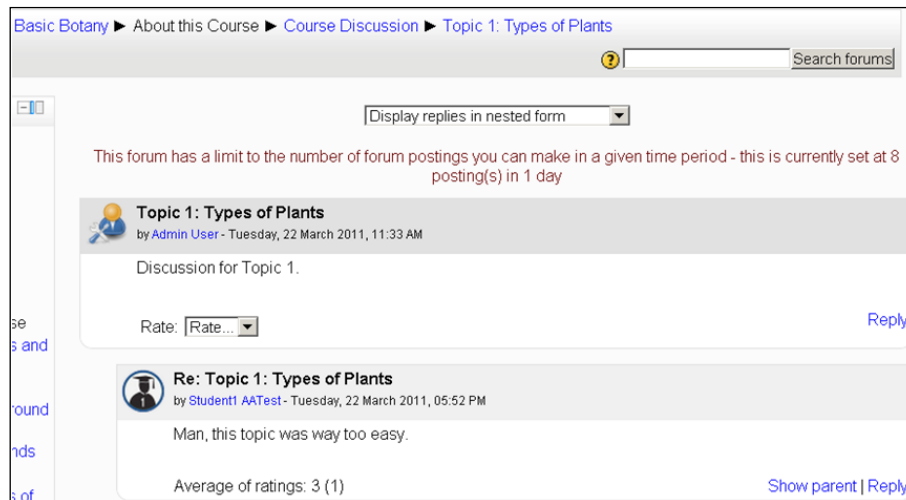 Basic Botany ► About this Course ► Course Discussion ► Topic 1: Types of Plants
Search forums
Display replies in nested form
This forum has a limit to the number of forum postings you can make in a given time period - this is currently set at 8
posting(s) in 1 day
Topic 1: Types of Plants
by Admin User - Tuesday, 22 March 2011, 11:33 AM
Discussion for Topic 1.
Rate: Rate...
Reply
s and
Re: Topic 1: Types of Plants
by Student1 AATest - Tuesday, 22 March 2011, 05:52 PM
Man, this topic was way too easy.
Average of ratings: 3 (1)
Show parent | Reply
of